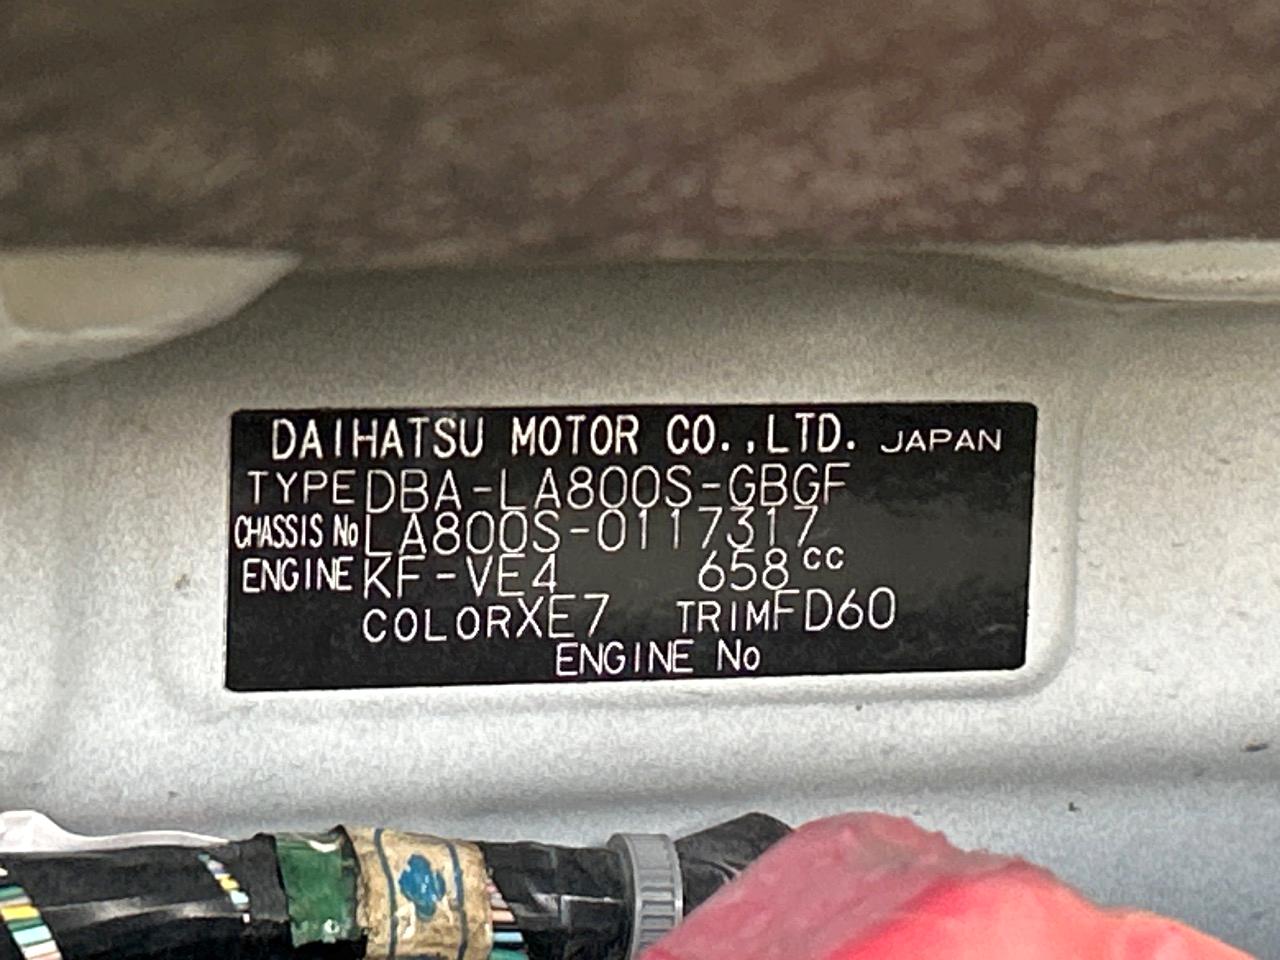 DAIHATSU MOTOR CO.,LTD. JAPAN
TYPE DBA-LA800S-GBGF
CHASSIS No LA800S-0117317
ENGINE KF-VE4 658cc
COLOR XE7 TRIM FD60
ENGINE No